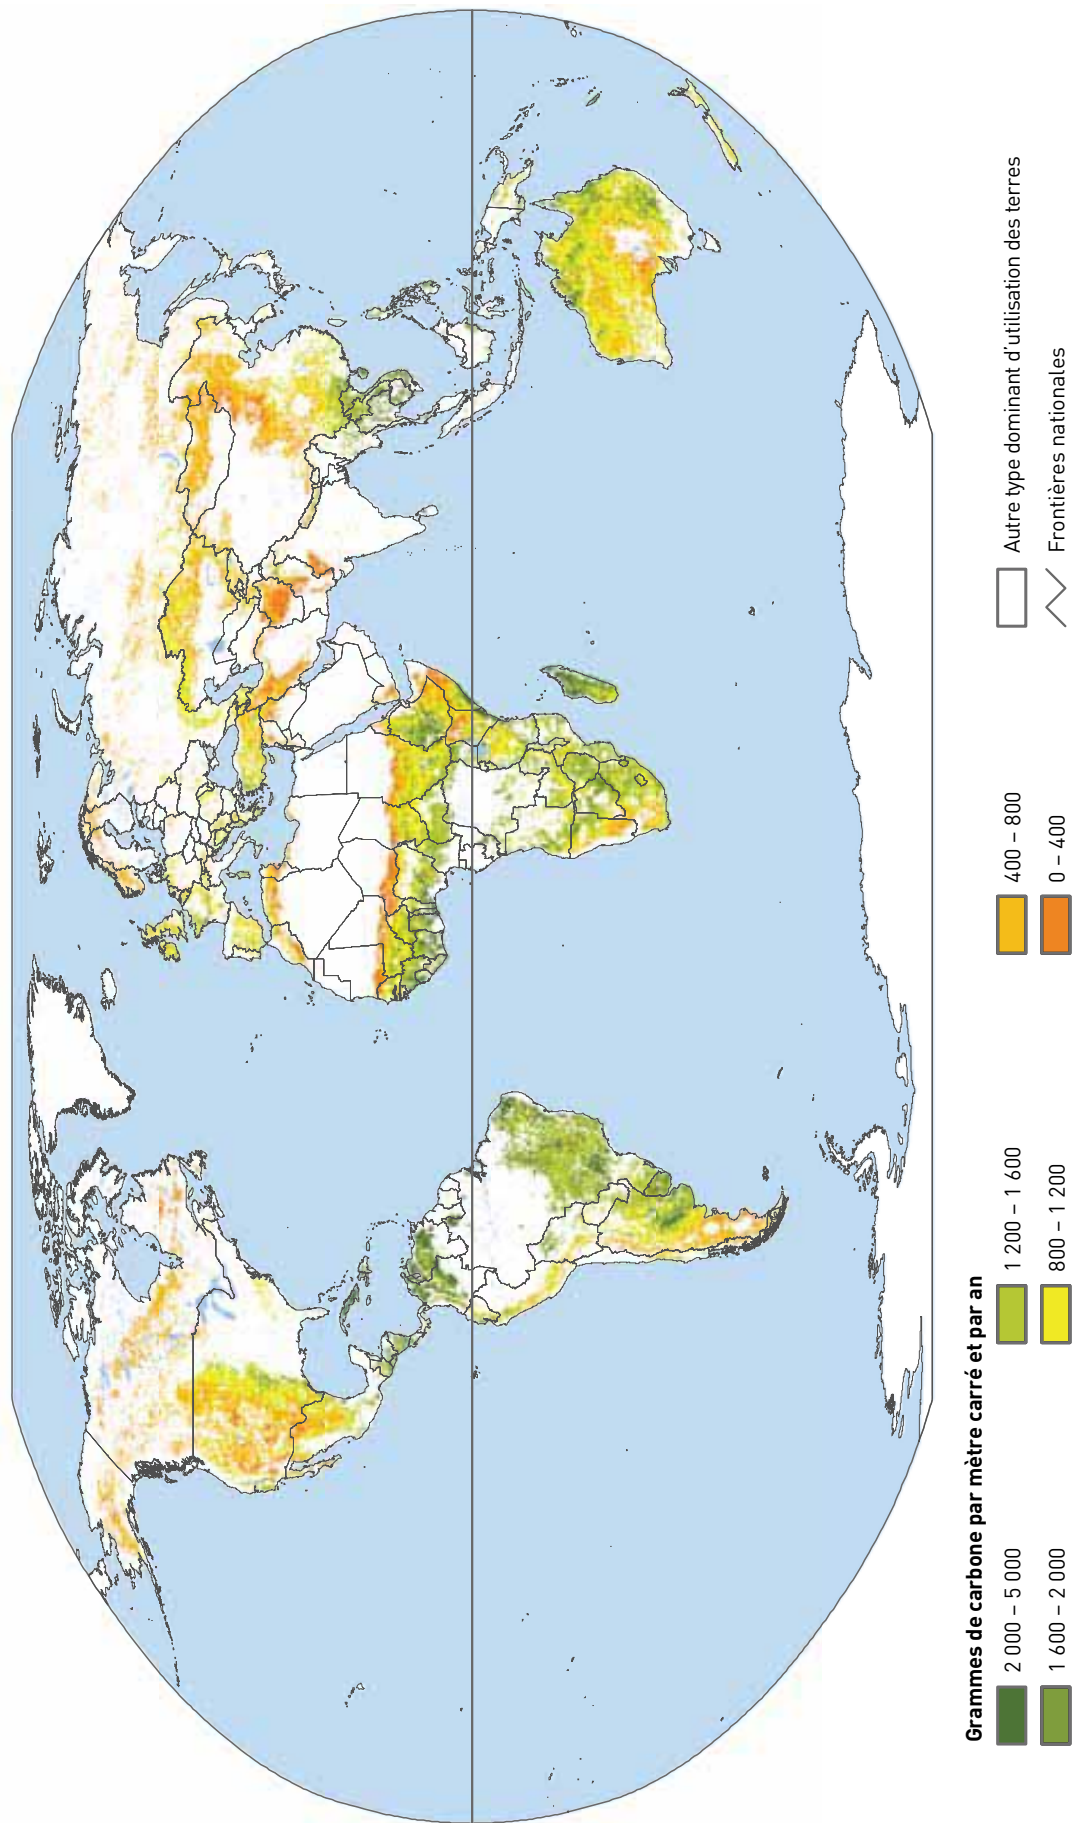 Grammes de carbone par mètre carré et par an
2 000 – 5 000
1 600 – 2 000
1 200 – 1 600
800 – 1 200
400 – 800
0 – 400
Autre type dominant d'utilisation des terres
Frontières nationales